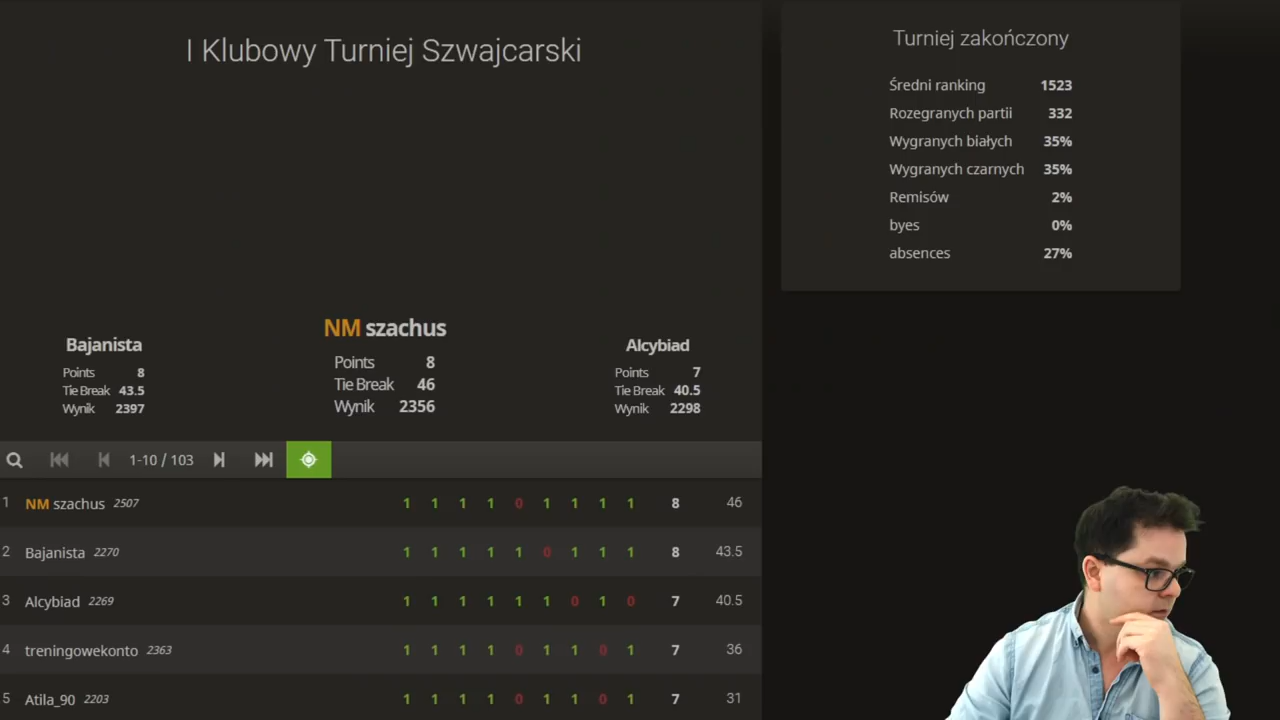 I Klubowy Turniej Szwajcarski
Turniej zakończony
Średni ranking 1523
Rozegranych partii 332
Wygranych białych 35%
Wygranych czarnych 35%
Remisów 2%
byes 0%
absences 27%
Bajanista
Points 8
Tie Break 43.5
Wynik 2397
NM szachus
Points 8
Tie Break 46
Wynik 2356
Alcybiad
Points 7
Tie Break 40.5
Wynik 2298
1-10 / 103
1 NM szachus 2507 1 1 1 1 0 1 1 1 1 8 46
2 Bajanista 2270 1 1 1 1 1 0 1 1 1 8 43.5
3 Alcybiad 2269 1 1 1 1 1 1 0 1 0 7 40.5
4 treningowekonto 2363 1 1 1 1 0 1 1 0 1 7 36
5 Atila_90 2203 1 1 1 1 0 1 1 0 1 7 31